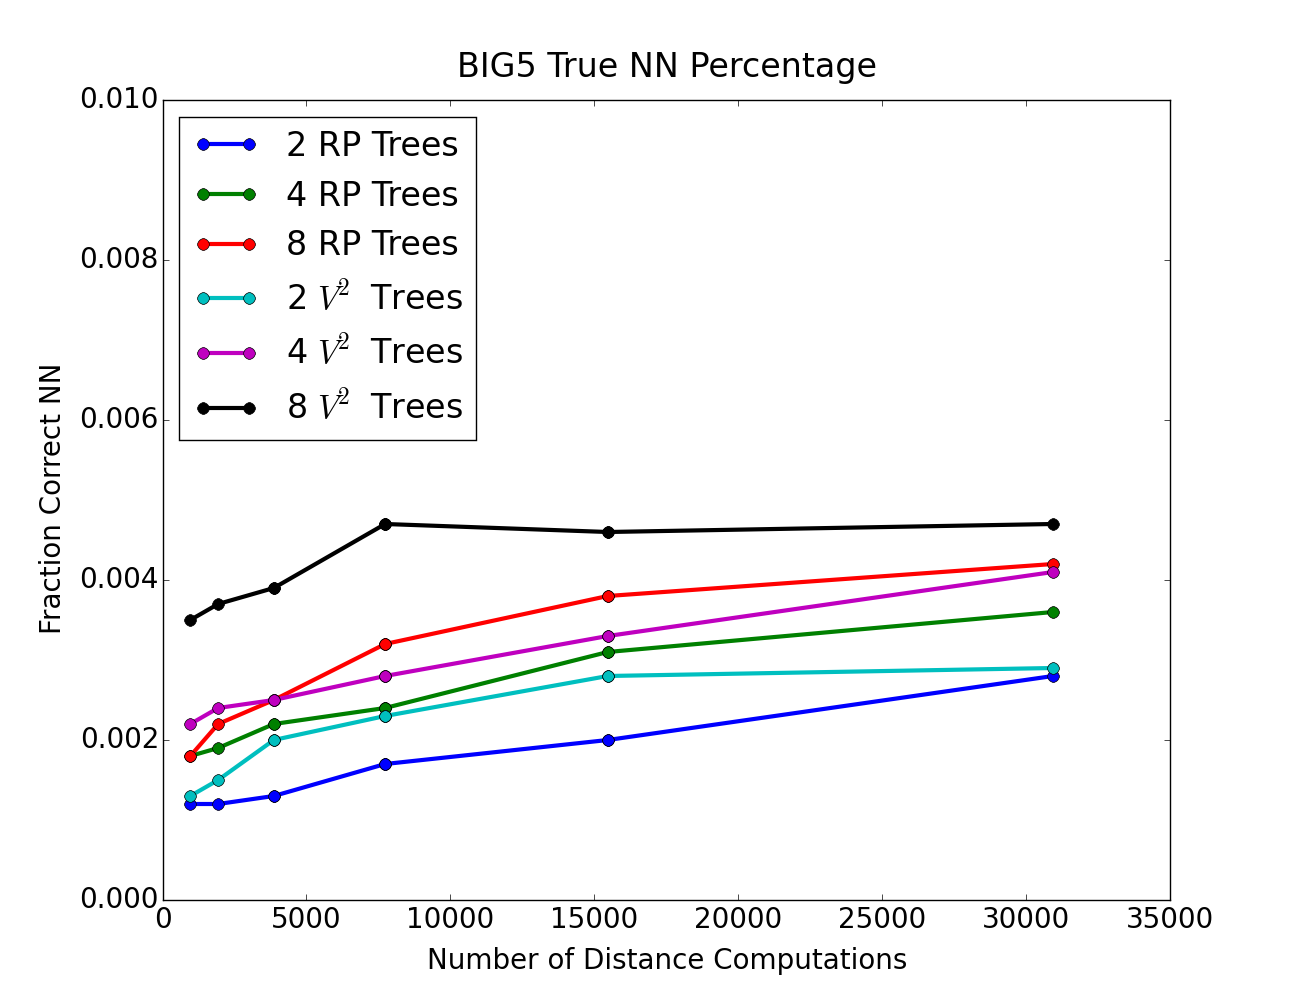 BIG5 True NN Percentage
0.010
0.008
0.006
0.004
0.002
0.000
Fraction Correct NN
2 RP Trees
4 RP Trees
8 RP Trees
2 V² Trees
4 V² Trees
8 V² Trees
0 5000 10000 15000 20000 25000 30000 35000
Number of Distance Computations